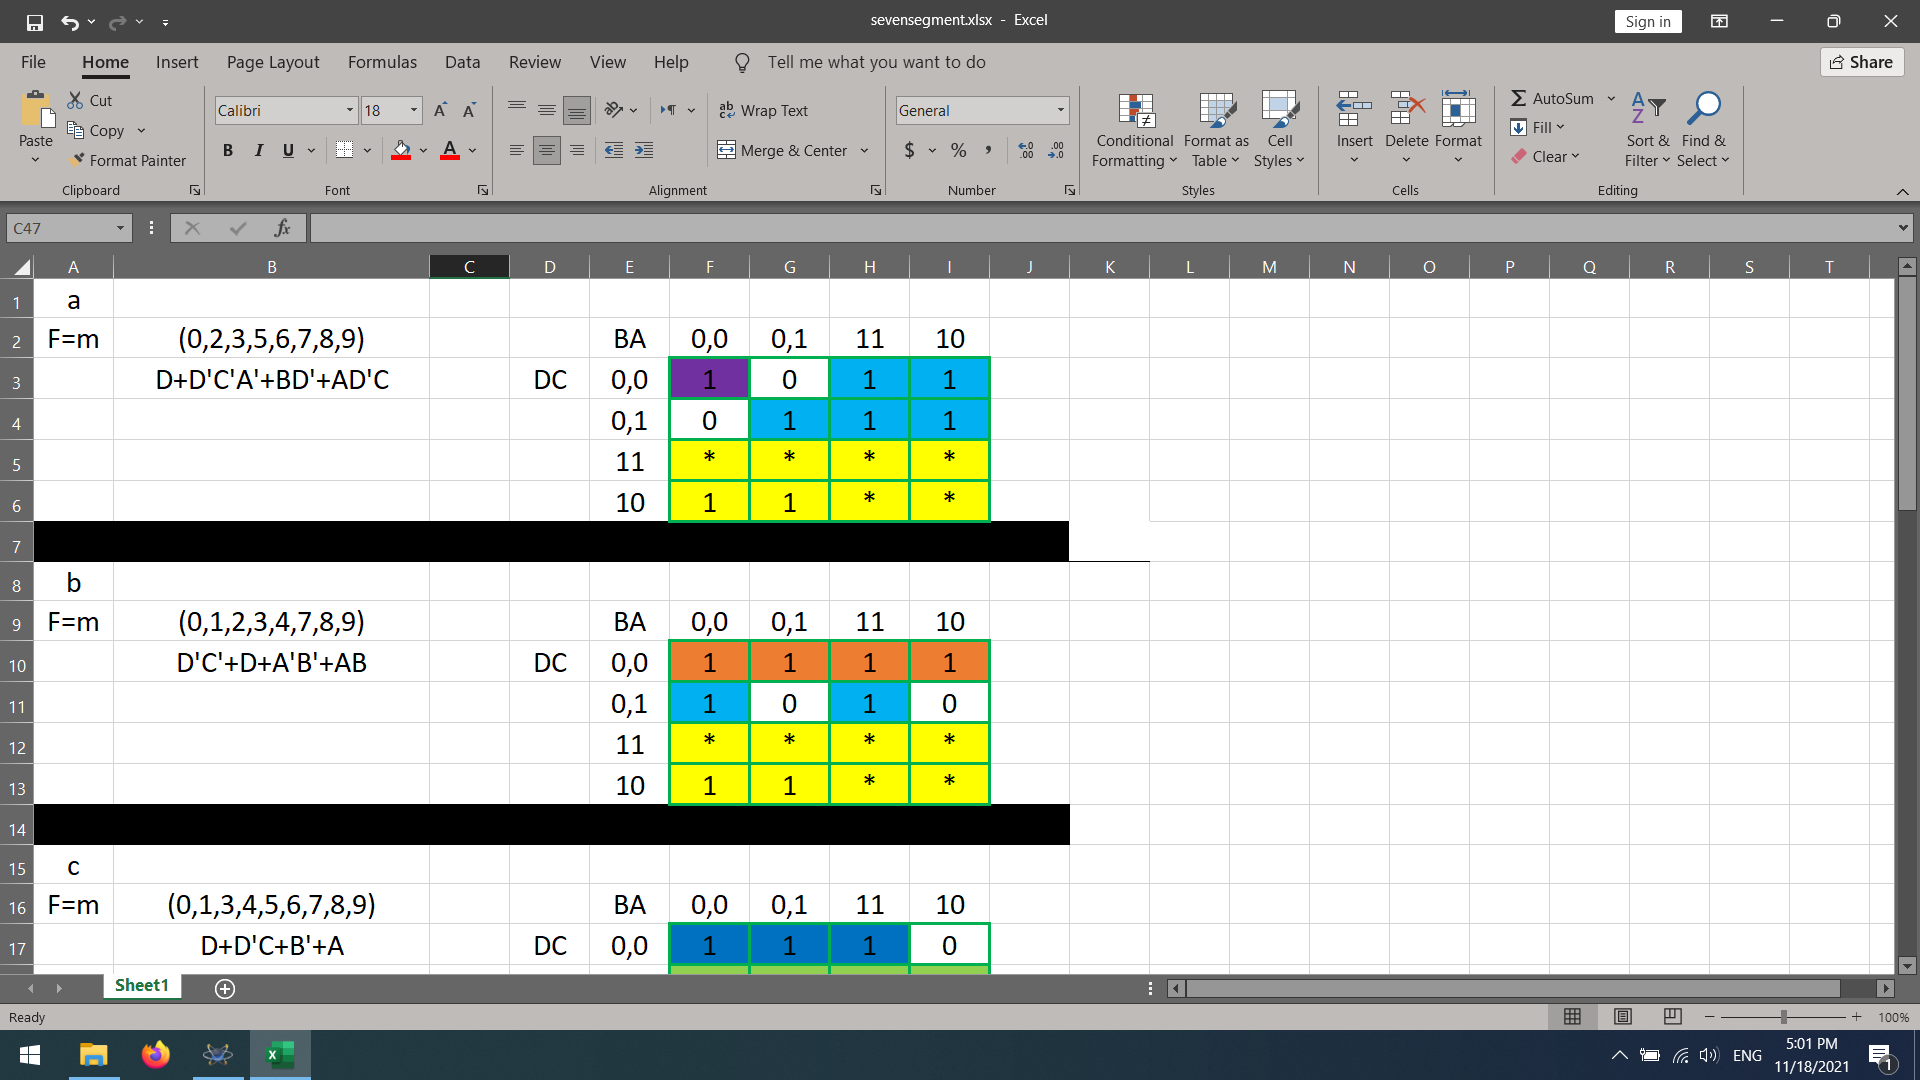 sevensegment.xlsx - Excel
Sign in
File Home Insert Page Layout Formulas Data Review View Help Tell me what you want to do Share
Paste
Cut
Copy
Format Painter
Clipboard
Calibri 18
B I U A
Font
ab Wrap Text
Merge & Center
Alignment
General
$ %
Number
Conditional Formatting
Format as Table
Cell Styles
Styles
Insert Delete Format
Cells
AutoSum
Fill
Clear
Sort & Filter
Find & Select
Editing
C47 fx
A B C D E F G H I J K L M N O P Q R S T
1 a
2 F=m (0,2,3,5,6,7,8,9) BA 0,0 0,1 11 10
3 D+D'C'A'+BD'+AD'C DC 0,0 1 0 1 1
4 0,1 0 1 1 1
5 11 * * * *
6 10 1 1 * *
7
8 b
9 F=m (0,1,2,3,4,7,8,9) BA 0,0 0,1 11 10
10 D'C'+D+A'B'+AB DC 0,0 1 1 1 1
11 0,1 1 0 1 0
12 11 * * * *
13 10 1 1 * *
14
15 c
16 F=m (0,1,3,4,5,6,7,8,9) BA 0,0 0,1 11 10
17 D+D'C+B'+A DC 0,0 1 1 1 0
Sheet1
Ready 100%
ENG 5:01 PM
11/18/2021 1